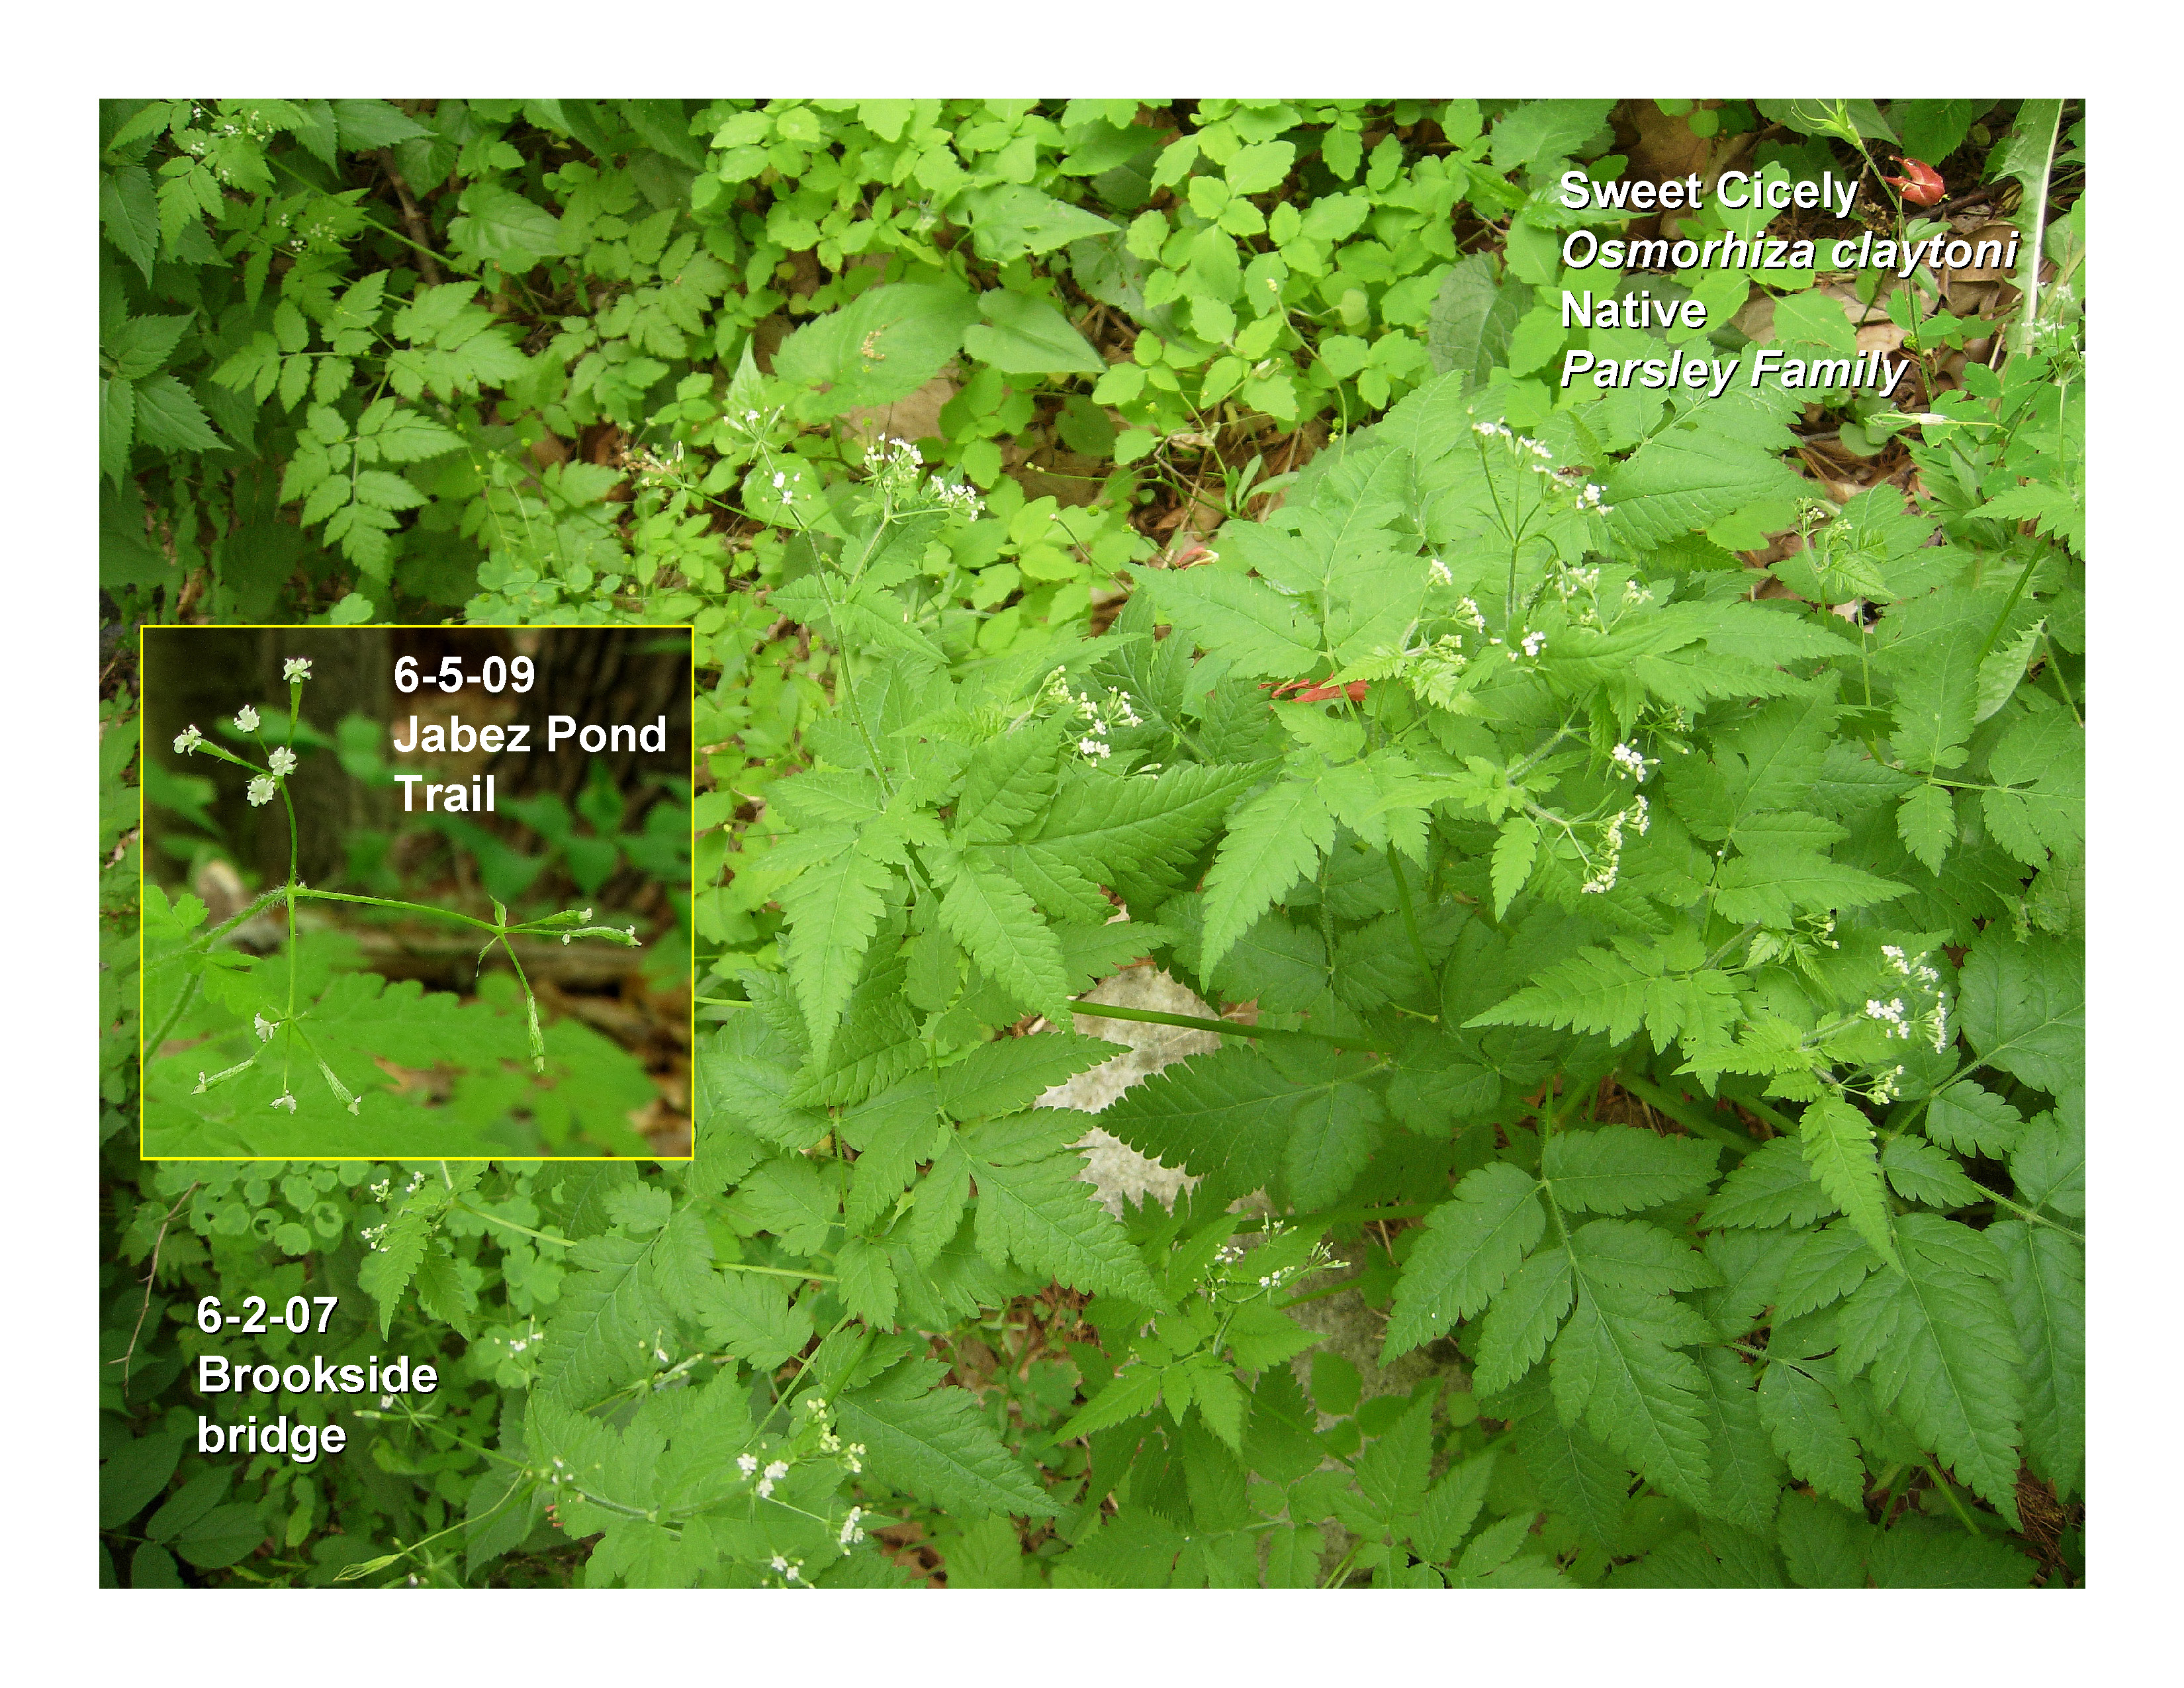 Sweet Cicely
Osmorhiza claytoni
Native
Parsley Family
6-5-09
Jabez Pond
Trail
6-2-07
Brookside
bridge